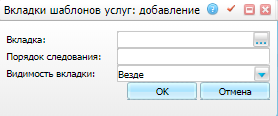 Вкладки шаблонов услуг: добавление
Вкладка:
Порядок следования:
Видимость вкладки: Везде
ОК Отмена